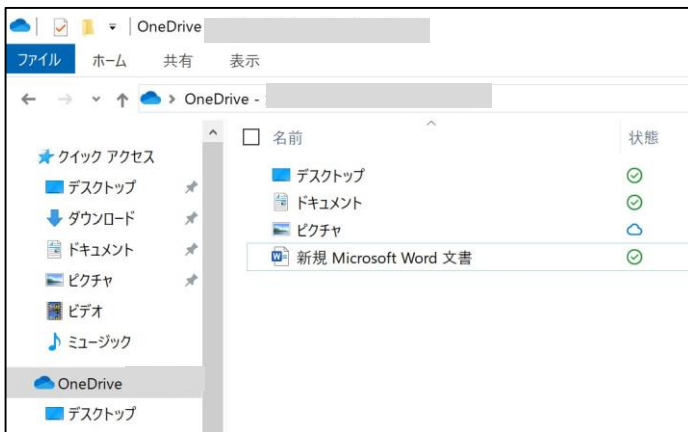 OneDrive
ファイル ホーム 共有 表示
OneDrive -
名前 状態
クイック アクセス
デスクトップ
ダウンロード
ドキュメント
ピクチャ
ビデオ
ミュージック
OneDrive
デスクトップ
デスクトップ
ドキュメント
ピクチャ
新規 Microsoft Word 文書